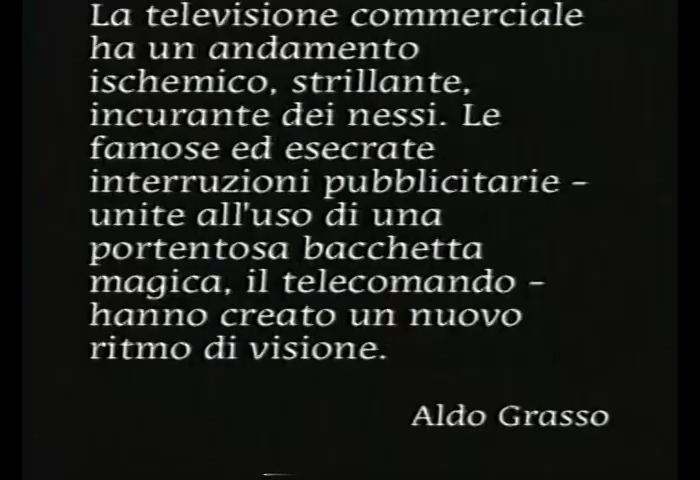 La televisione commerciale
ha un andamento
ischemico, strillante,
incurante dei nessi. Le
famose ed esecrate
interruzioni pubblicitarie –
unite all'uso di una
portentosa bacchetta
magica, il telecomando –
hanno creato un nuovo
ritmo di visione.
Aldo Grasso